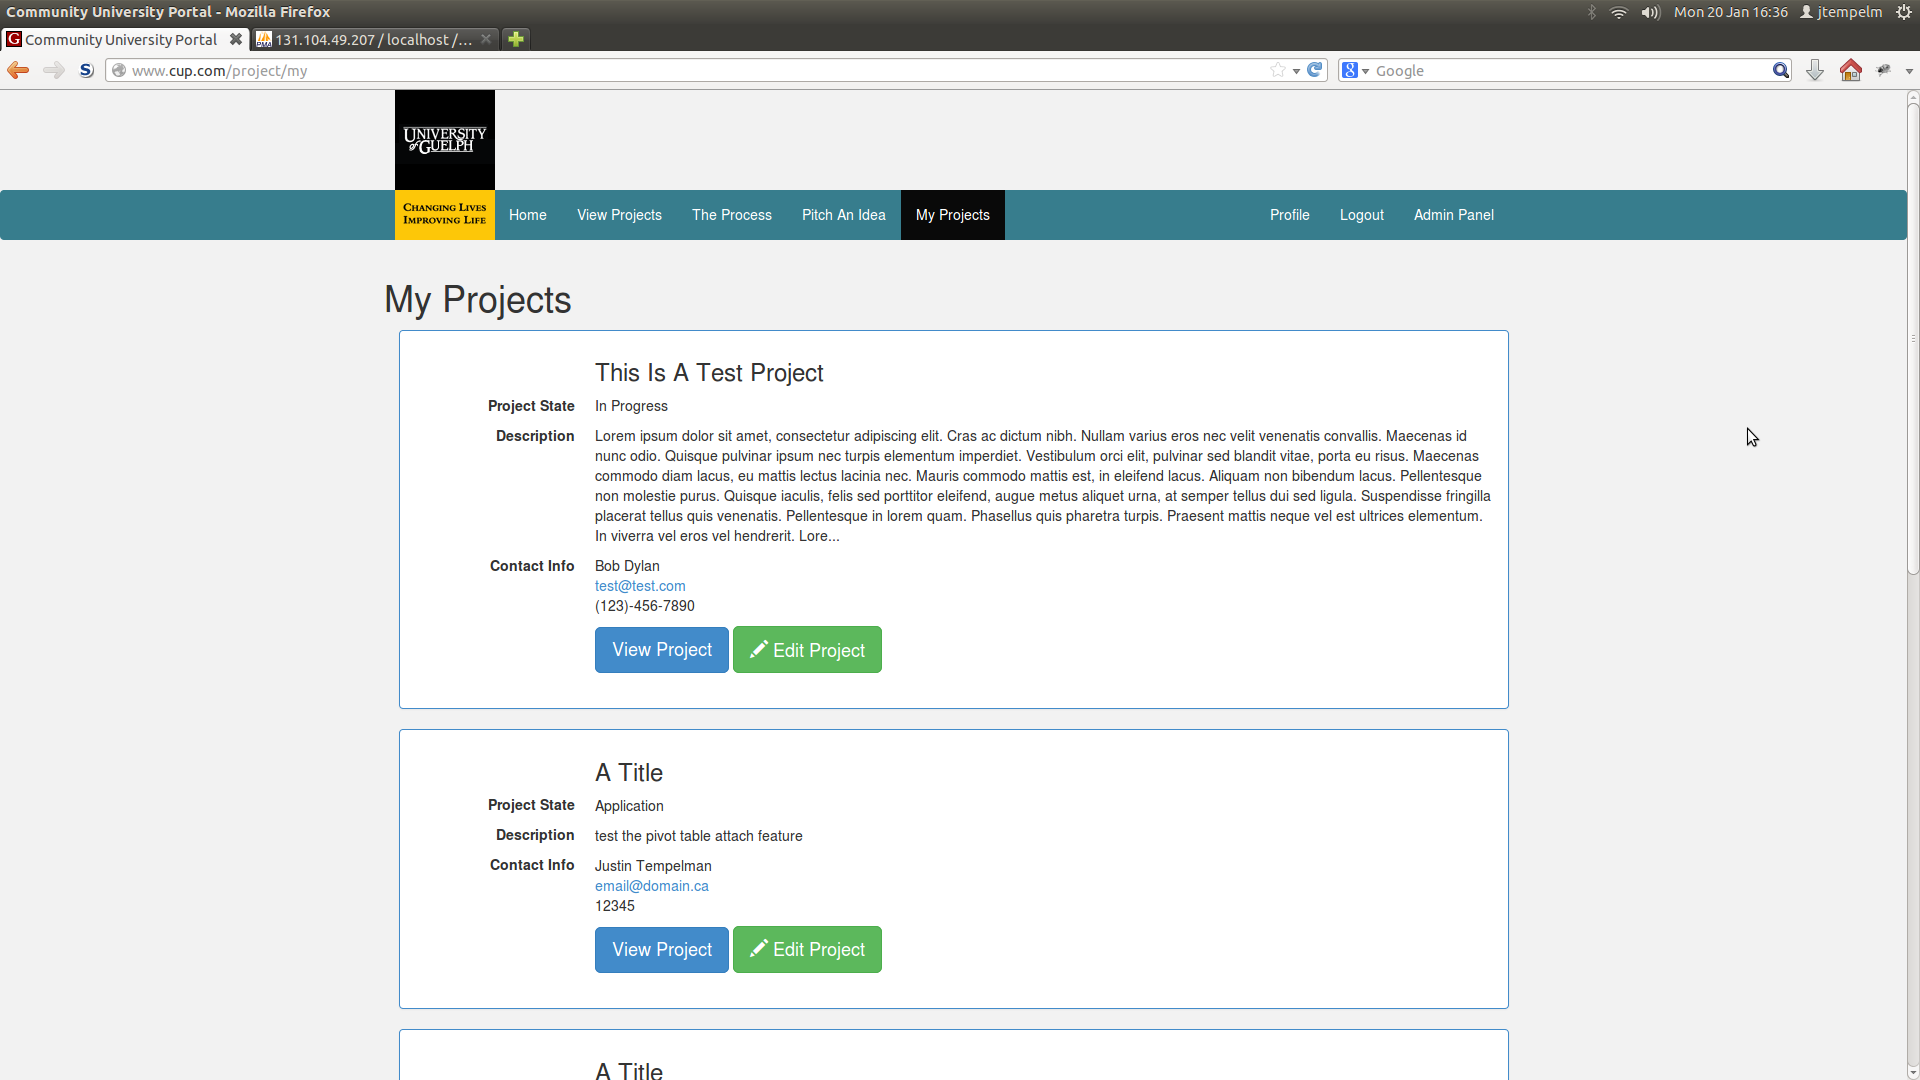 Community University Portal - Mozilla Firefox
Mon 20 Jan 16:36
jtempelm
G
Community University Portal
131.104.49.207 / localhost /...
S
www.cup.com/project/my
8
Google
UNIVERSITY
of GUELPH
CHANGING LIVES
IMPROVING LIFE
Home
View Projects
The Process
Pitch An Idea
My Projects
Profile
Logout
Admin Panel
My Projects
This Is A Test Project
Project State
In Progress
Description
Lorem ipsum dolor sit amet, consectetur adipiscing elit. Cras ac dictum nibh. Nullam varius eros nec velit venenatis convallis. Maecenas id
nunc odio. Quisque pulvinar ipsum nec turpis elementum imperdiet. Vestibulum orci elit, pulvinar sed blandit vitae, porta eu risus. Maecenas
commodo diam lacus, eu mattis lectus lacinia nec. Mauris commodo mattis est, in eleifend lacus. Aliquam non bibendum lacus. Pellentesque
non molestie purus. Quisque iaculis, felis sed porttitor eleifend, augue metus aliquet urna, at semper tellus dui sed ligula. Suspendisse fringilla
placerat tellus quis venenatis. Pellentesque in lorem quam. Phasellus quis pharetra turpis. Praesent mattis neque vel est ultrices elementum.
In viverra vel eros vel hendrerit. Lore...
Contact Info
Bob Dylan
test@test.com
(123)-456-7890
View Project
Edit Project
A Title
Project State
Application
Description
test the pivot table attach feature
Contact Info
Justin Tempelman
email@domain.ca
12345
View Project
Edit Project
A Title